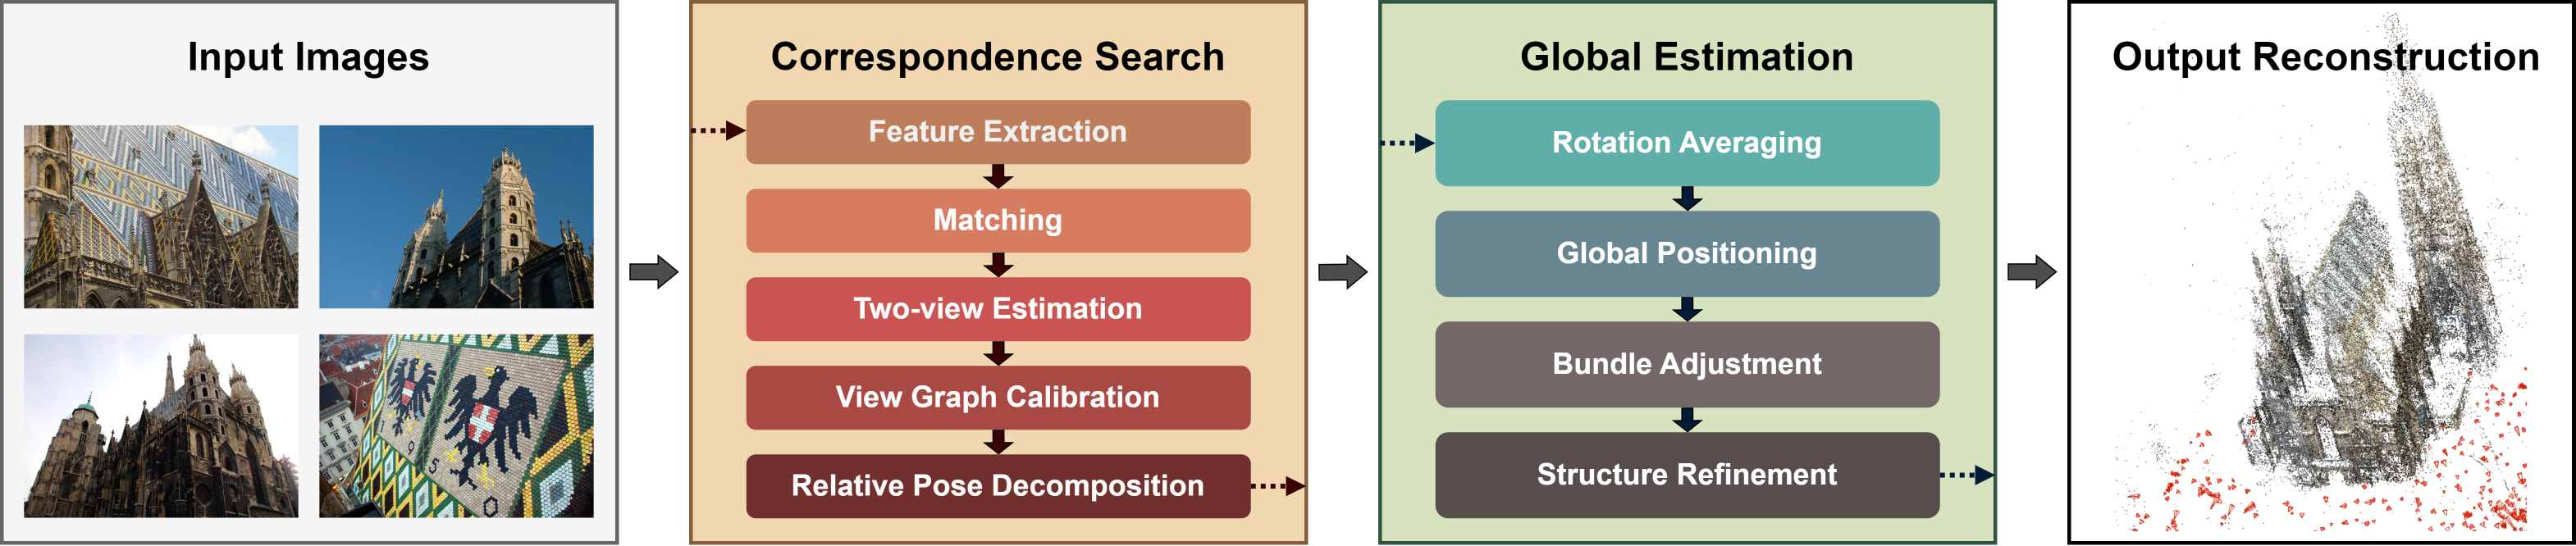 Input Images
Correspondence Search
Feature Extraction
Matching
Two-view Estimation
View Graph Calibration
Relative Pose Decomposition
Global Estimation
Rotation Averaging
Global Positioning
Bundle Adjustment
Structure Refinement
Output Reconstruction